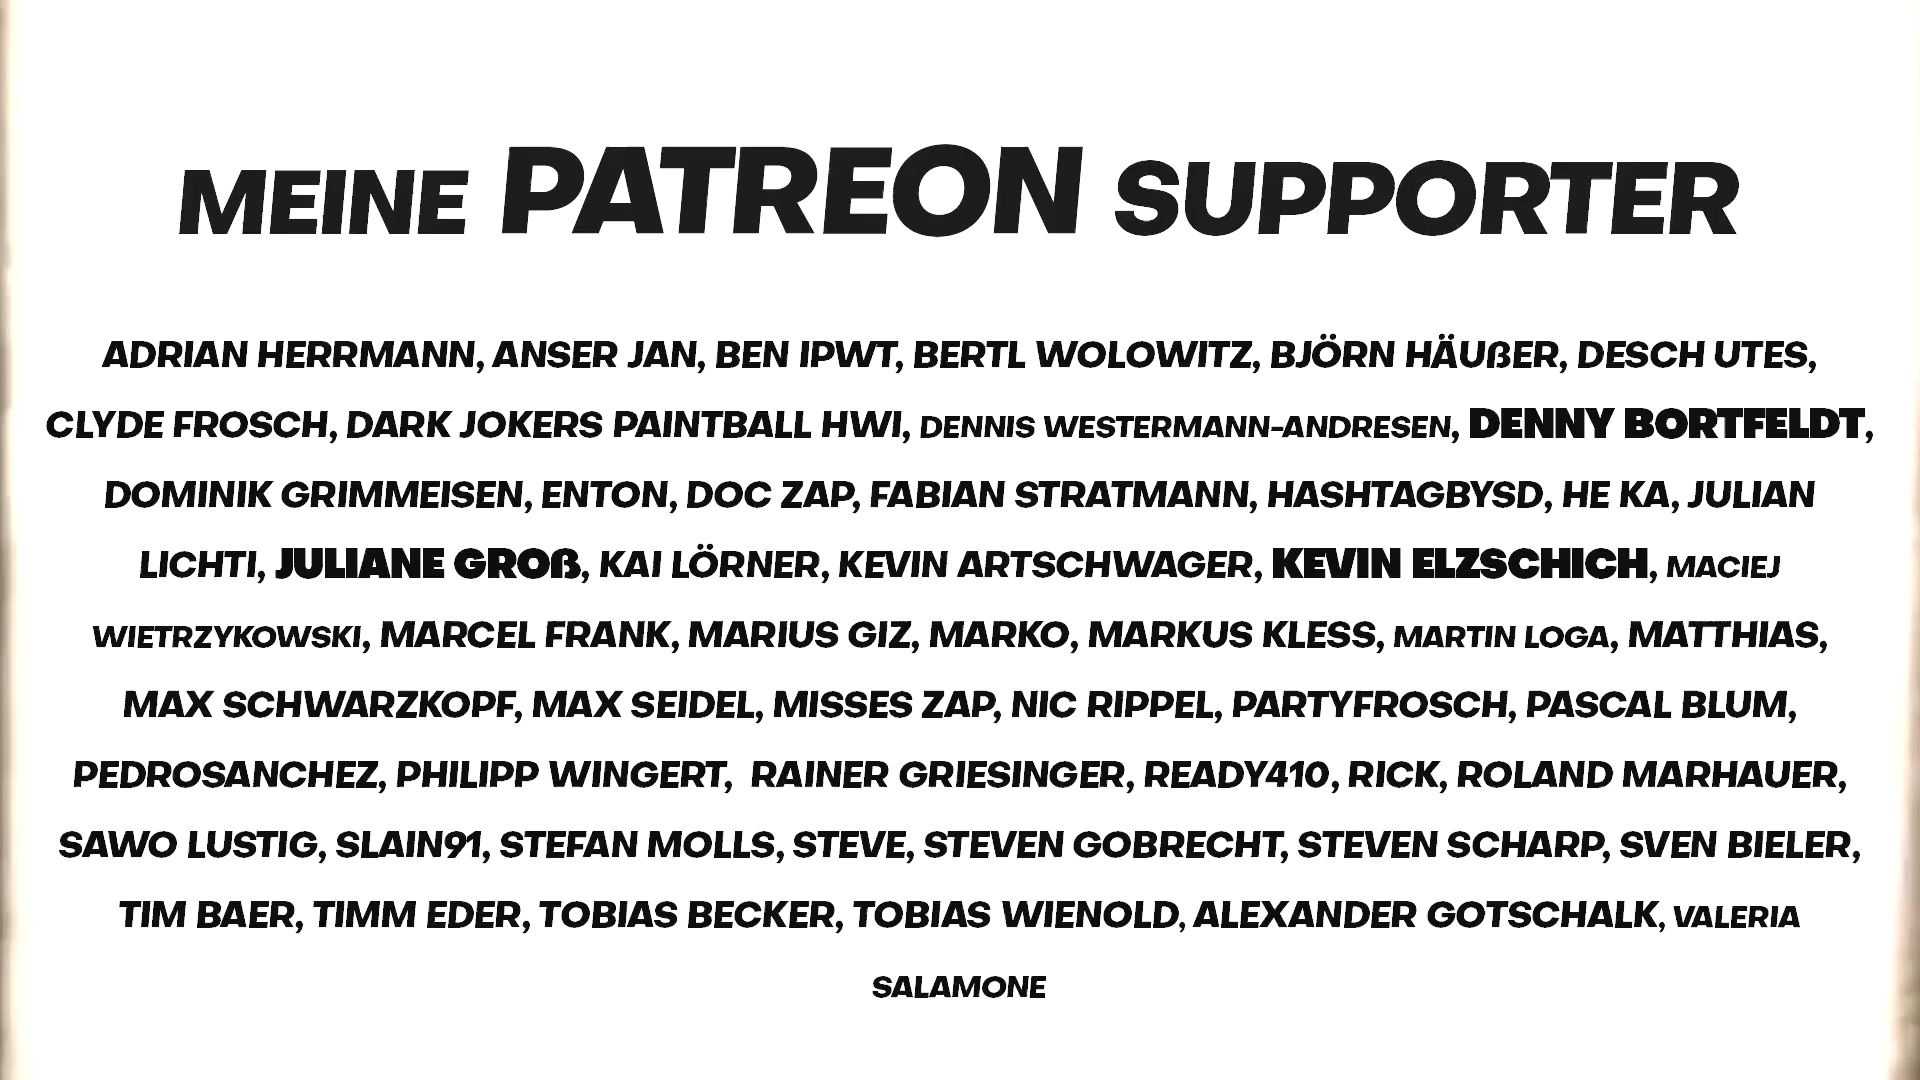 MEINE PATREON SUPPORTER
ADRIAN HERRMANN, ANSER JAN, BEN IPWT, BERTL WOLOWITZ, BJÖRN HÄUßER, DESCH UTES,
CLYDE FROSCH, DARK JOKERS PAINTBALL HWI, DENNIS WESTERMANN-ANDRESEN, DENNY BORTFELDT,
DOMINIK GRIMMEISEN, ENTON, DOC ZAP, FABIAN STRATMANN, HASHTAGBYSD, HE KA, JULIAN
LICHTI, JULIANE GROß, KAI LÖRNER, KEVIN ARTSCHWAGER, KEVIN ELZSCHICH, MACIEJ
WIETRZYKOWSKI, MARCEL FRANK, MARIUS GIZ, MARKO, MARKUS KLESS, MARTIN LOGA, MATTHIAS,
MAX SCHWARZKOPF, MAX SEIDEL, MISSES ZAP, NIC RIPPEL, PARTYFROSCH, PASCAL BLUM,
PEDROSANCHEZ, PHILIPP WINGERT, RAINER GRIESINGER, READY410, RICK, ROLAND MARHAUER,
SAWO LUSTIG, SLAIN91, STEFAN MOLLS, STEVE, STEVEN GOBRECHT, STEVEN SCHARP, SVEN BIELER,
TIM BAER, TIMM EDER, TOBIAS BECKER, TOBIAS WIENOLD, ALEXANDER GOTSCHALK, VALERIA
SALAMONE